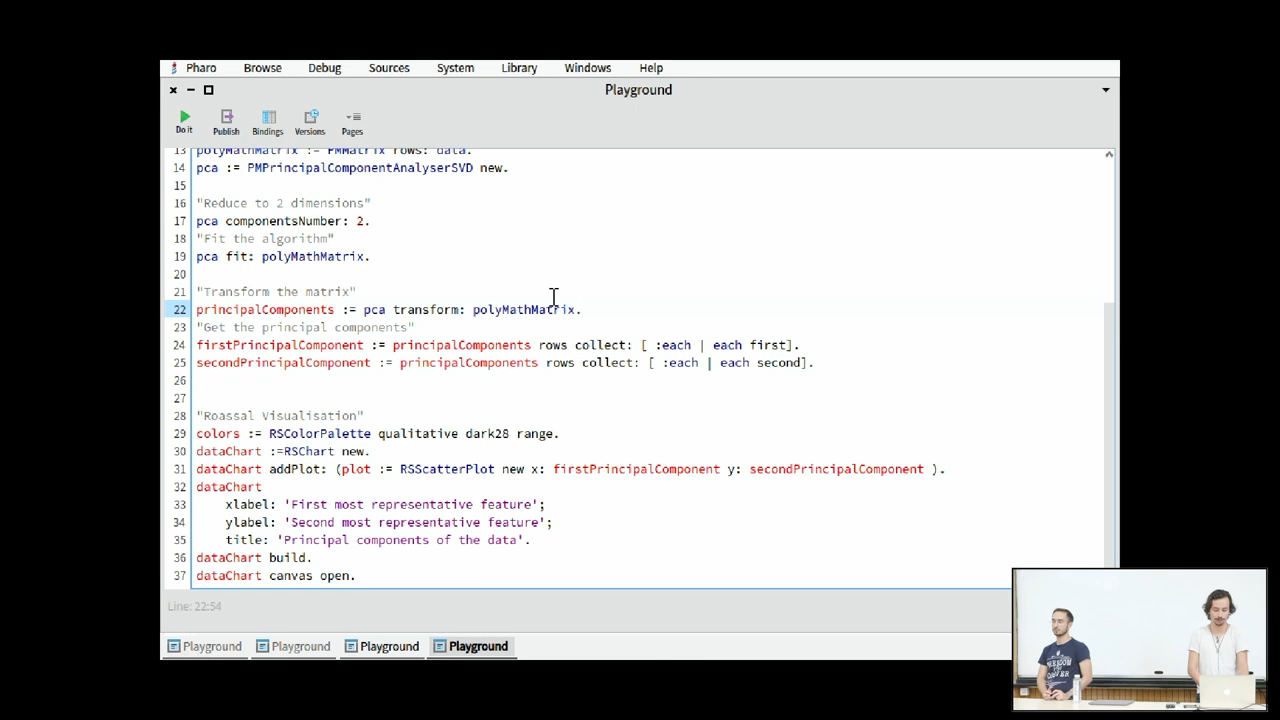 Pharo Browse Debug Sources System Library Windows Help
Playground
Do it Publish Bindings Versions Pages
13 polyMathMatrix := PMMatrix rows: data.
14 pca := PMPrincipalComponentAnalyserSVD new.
15
16 "Reduce to 2 dimensions"
17 pca componentsNumber: 2.
18 "Fit the algorithm"
19 pca fit: polyMathMatrix.
20
21 "Transform the matrix"
22 principalComponents := pca transform: polyMathMatrix.
23 "Get the principal components"
24 firstPrincipalComponent := principalComponents rows collect: [ :each | each first].
25 secondPrincipalComponent := principalComponents rows collect: [ :each | each second].
26
27
28 "Roassal Visualisation"
29 colors := RSColorPalette qualitative dark28 range.
30 dataChart :=RSChart new.
31 dataChart addPlot: (plot := RSScatterPlot new x: firstPrincipalComponent y: secondPrincipalComponent ).
32 dataChart
33 xlabel: 'First most representative feature';
34 ylabel: 'Second most representative feature';
35 title: 'Principal components of the data'.
36 dataChart build.
37 dataChart canvas open.
Line: 22:54
Playground Playground Playground Playground